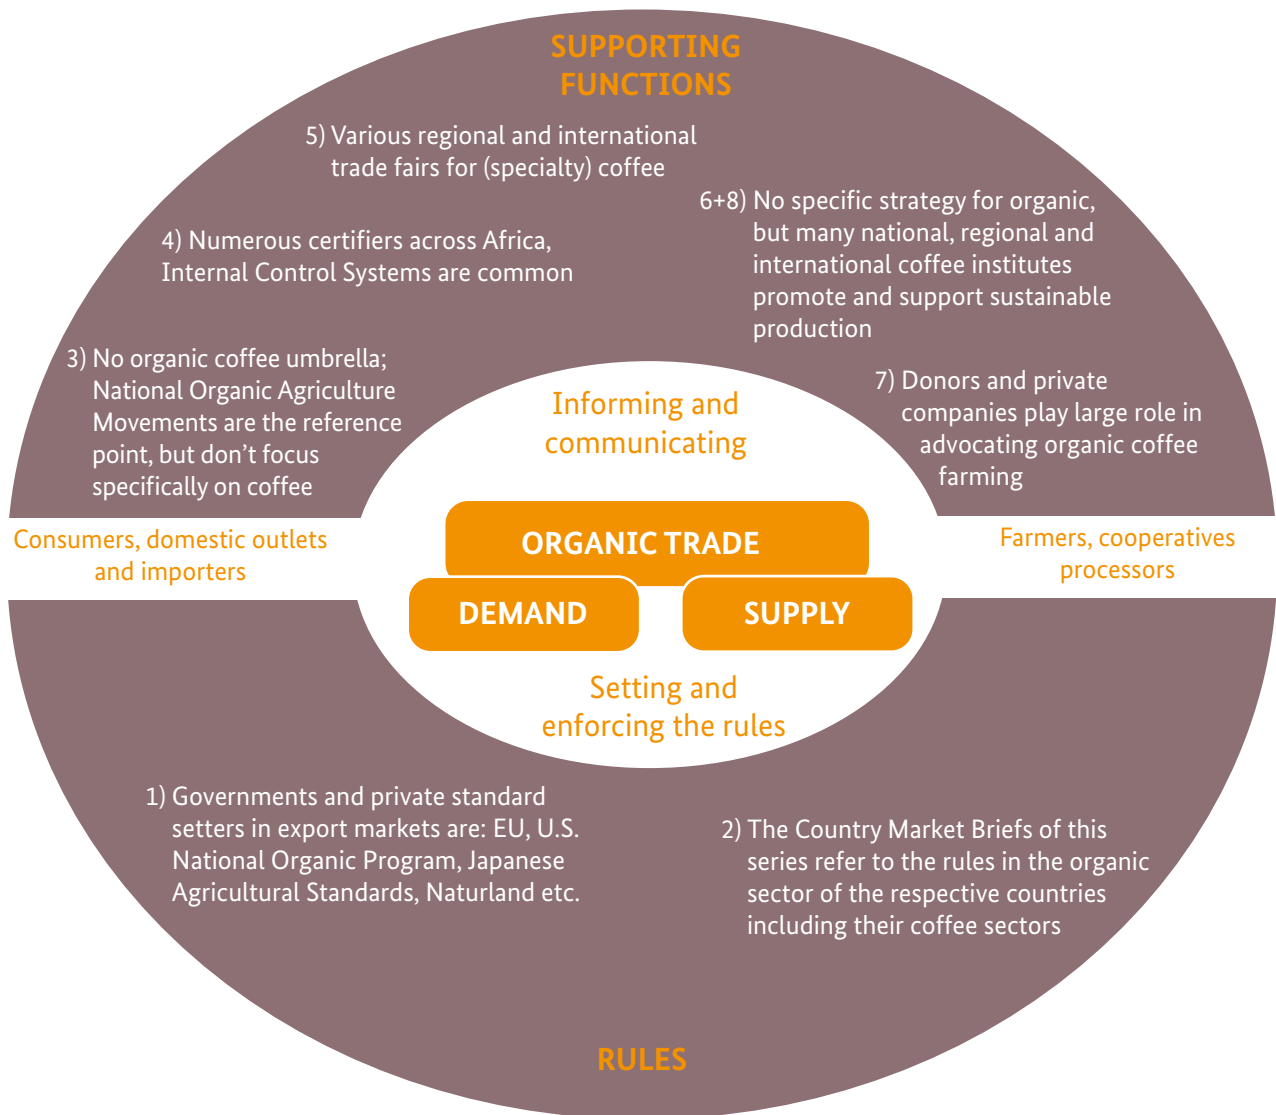 SUPPORTING
FUNCTIONS
5) Various regional and international
trade fairs for (specialty) coffee
6+8) No specific strategy for organic,
but many national, regional and
international coffee institutes
promote and support sustainable
production
4) Numerous certifiers across Africa,
Internal Control Systems are common
3) No organic coffee umbrella;
National Organic Agriculture
Movements are the reference
point, but don't focus
specifically on coffee
7) Donors and private
companies play large role in
advocating organic coffee
farming
Informing and
communicating
Consumers, domestic outlets
and importers
ORGANIC TRADE
DEMAND
SUPPLY
Farmers, cooperatives
processors
Setting and
enforcing the rules
1) Governments and private standard
setters in export markets are: EU, U.S.
National Organic Program, Japanese
Agricultural Standards, Naturland etc.
2) The Country Market Briefs of this
series refer to the rules in the organic
sector of the respective countries
including their coffee sectors
RULES